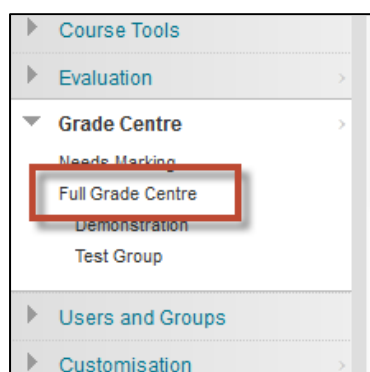 Course Tools
Evaluation
Grade Centre
Needs Marking
Full Grade Centre
Demonstration
Test Group
Users and Groups
Customisation